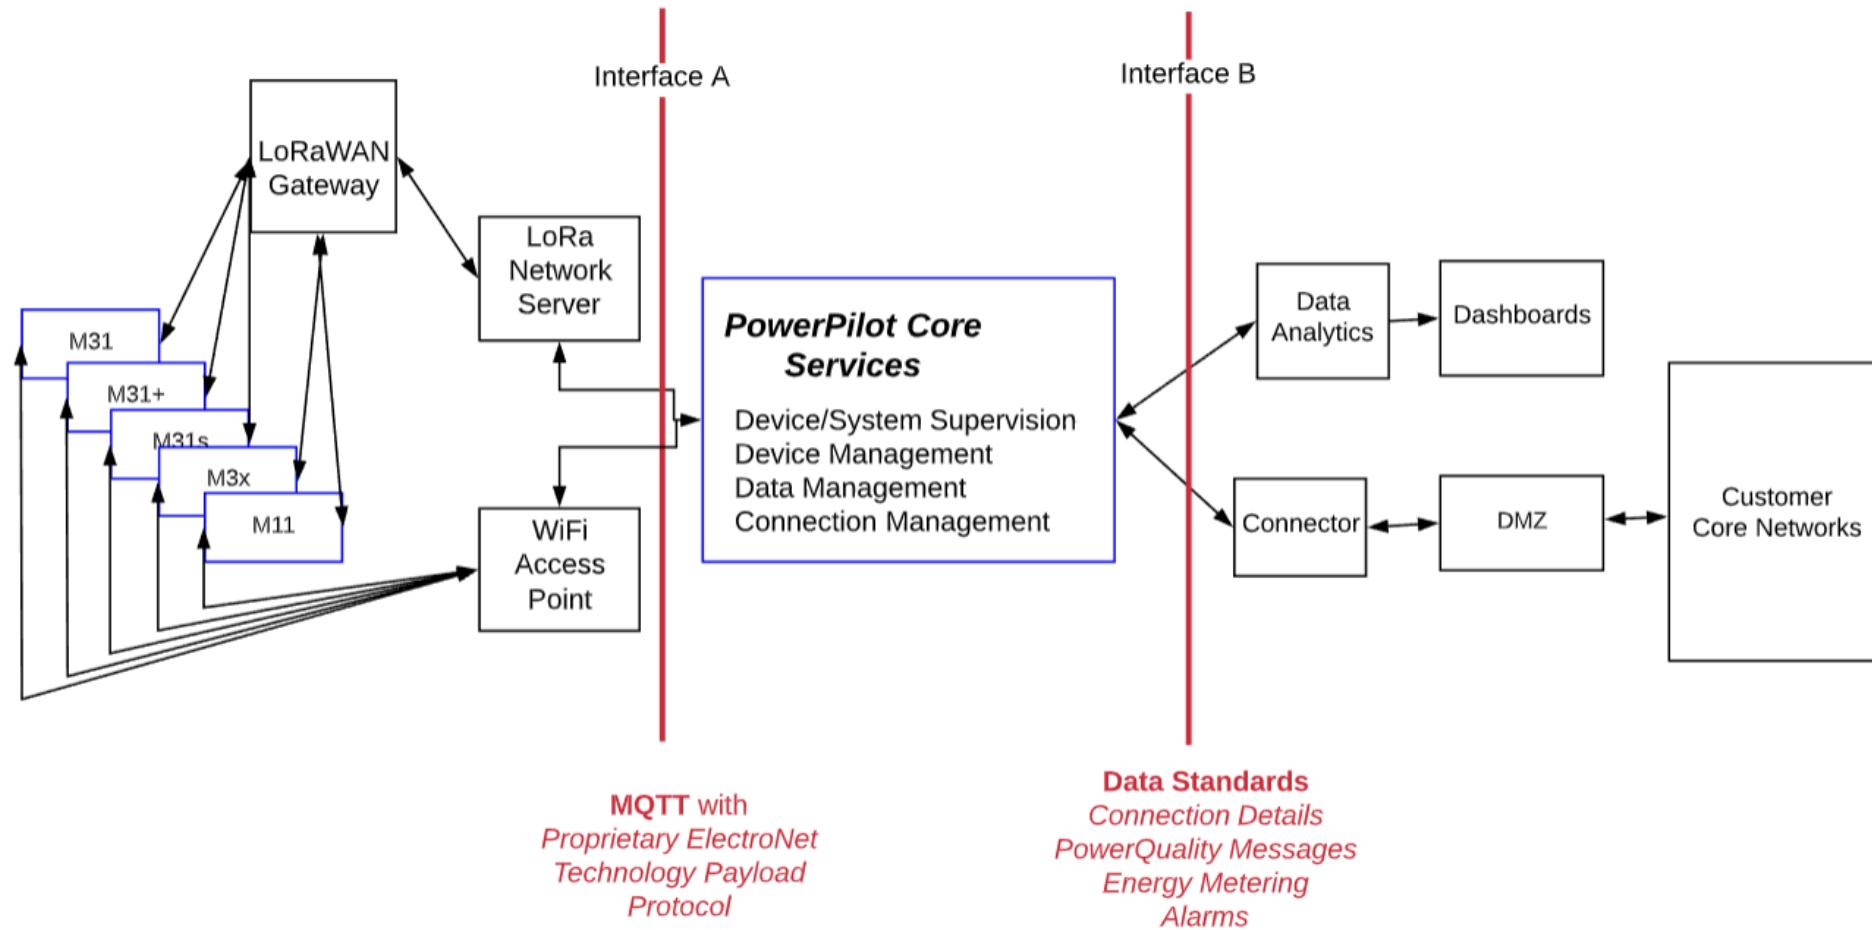 Interface A
Interface B
LoRaWAN
Gateway
LoRa
Network
Server
M31
M31+
M31s
M3x
M11
WiFi
Access
Point
PowerPilot Core
Services
Device/System Supervision
Device Management
Data Management
Connection Management
Data
Analytics
Dashboards
Connector
DMZ
Customer
Core Networks
MQTT with
Proprietary ElectroNet
Technology Payload
Protocol
Data Standards
Connection Details
PowerQuality Messages
Energy Metering
Alarms